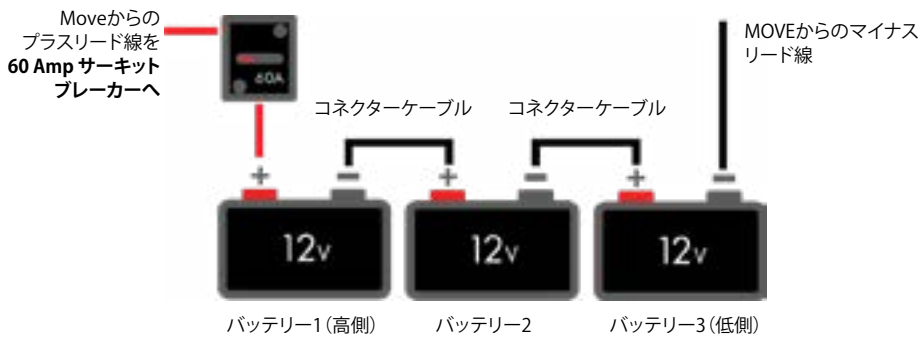 Moveからの
プラスリード線を
60 Amp サーキット
ブレーカーへ
60A
MOVEからのマイナス
リード線
コネクターケーブル
コネクターケーブル
+
−
+
−
+
−
12v
12v
12v
バッテリー1（高側）
バッテリー2
バッテリー3（低側）